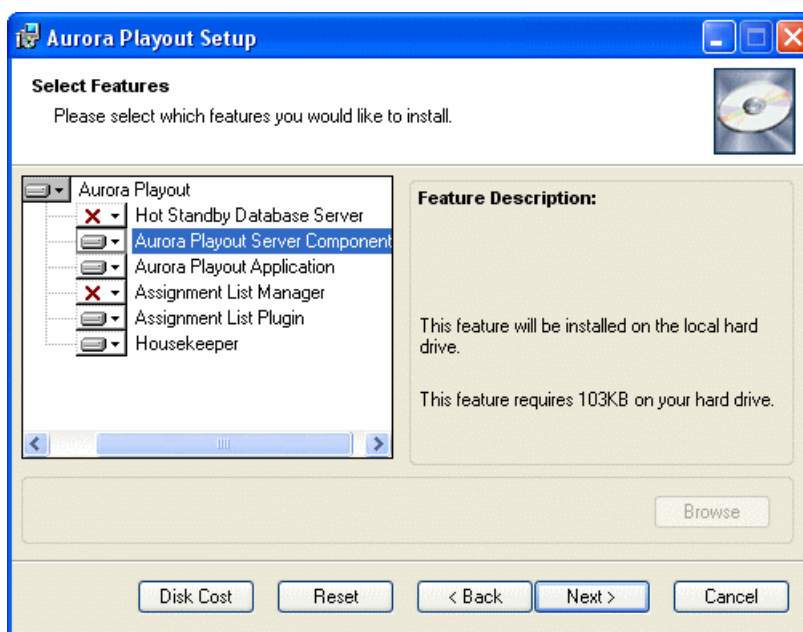 Aurora Playout Setup
Select Features
Please select which features you would like to install.
Aurora Playout
Hot Standby Database Server
Aurora Playout Server Component
Aurora Playout Application
Assignment List Manager
Assignment List Plugin
Housekeeper
Feature Description:
This feature will be installed on the local hard
drive.
This feature requires 103KB on your hard drive.
Browse
Disk Cost
Reset
< Back
Next >
Cancel